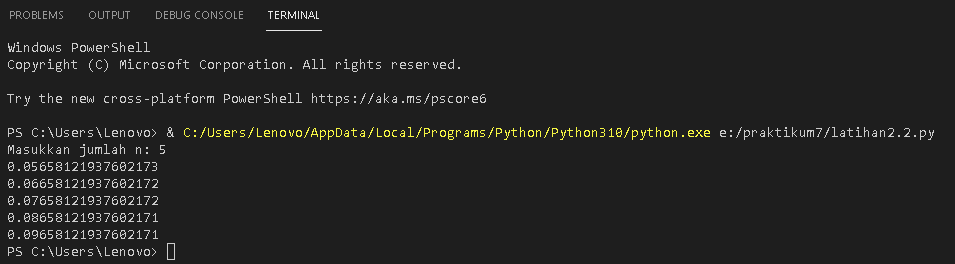 PROBLEMS OUTPUT DEBUG CONSOLE TERMINAL
Windows PowerShell
Copyright (C) Microsoft Corporation. All rights reserved.
Try the new cross-platform PowerShell https://aka.ms/pscore6
PS C:\Users\Lenovo> & C:/Users/Lenovo/AppData/Local/Programs/Python/Python310/python.exe e:/praktikum7/latihan2.2.py
Masukkan jumlah n: 5
0.05658121937602173
0.06658121937602172
0.07658121937602172
0.08658121937602171
0.09658121937602171
PS C:\Users\Lenovo>